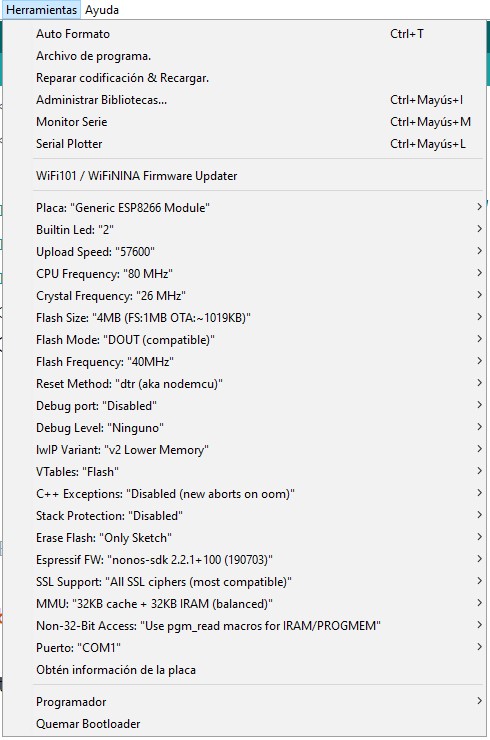 Herramientas Ayuda
Auto Formato Ctrl+T
Archivo de programa.
Reparar codificación & Recargar.
Administrar Bibliotecas... Ctrl+Mayús+I
Monitor Serie Ctrl+Mayús+M
Serial Plotter Ctrl+Mayús+L
WiFi101 / WiFiNINA Firmware Updater
Placa: "Generic ESP8266 Module"
Builtin Led: "2"
Upload Speed: "57600"
CPU Frequency: "80 MHz"
Crystal Frequency: "26 MHz"
Flash Size: "4MB (FS:1MB OTA:~1019KB)"
Flash Mode: "DOUT (compatible)"
Flash Frequency: "40MHz"
Reset Method: "dtr (aka nodemcu)"
Debug port: "Disabled"
Debug Level: "Ninguno"
lwIP Variant: "v2 Lower Memory"
VTables: "Flash"
C++ Exceptions: "Disabled (new aborts on oom)"
Stack Protection: "Disabled"
Erase Flash: "Only Sketch"
Espressif FW: "nonos-sdk 2.2.1+100 (190703)"
SSL Support: "All SSL ciphers (most compatible)"
MMU: "32KB cache + 32KB IRAM (balanced)"
Non-32-Bit Access: "Use pgm_read macros for IRAM/PROGMEM"
Puerto: "COM1"
Obtén información de la placa
Programador
Quemar Bootloader